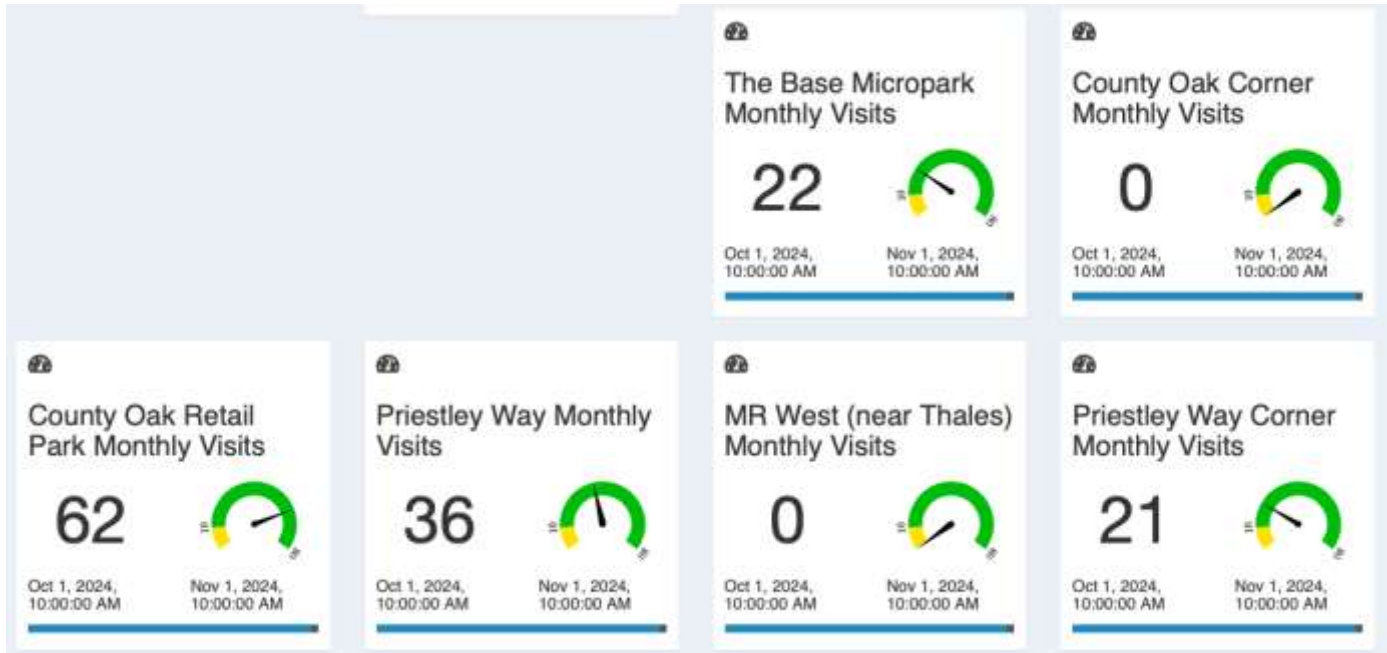 The Base Micropark
Monthly Visits
22
10
Oct 1, 2024,
10:00:00 AM
Nov 1, 2024,
10:00:00 AM
County Oak Corner
Monthly Visits
0
10
Oct 1, 2024,
10:00:00 AM
Nov 1, 2024,
10:00:00 AM
County Oak Retail
Park Monthly Visits
62
10
Oct 1, 2024,
10:00:00 AM
Nov 1, 2024,
10:00:00 AM
Priestley Way Monthly
Visits
36
10
Oct 1, 2024,
10:00:00 AM
Nov 1, 2024,
10:00:00 AM
MR West (near Thales)
Monthly Visits
0
10
Oct 1, 2024,
10:00:00 AM
Nov 1, 2024,
10:00:00 AM
Priestley Way Corner
Monthly Visits
21
10
Oct 1, 2024,
10:00:00 AM
Nov 1, 2024,
10:00:00 AM